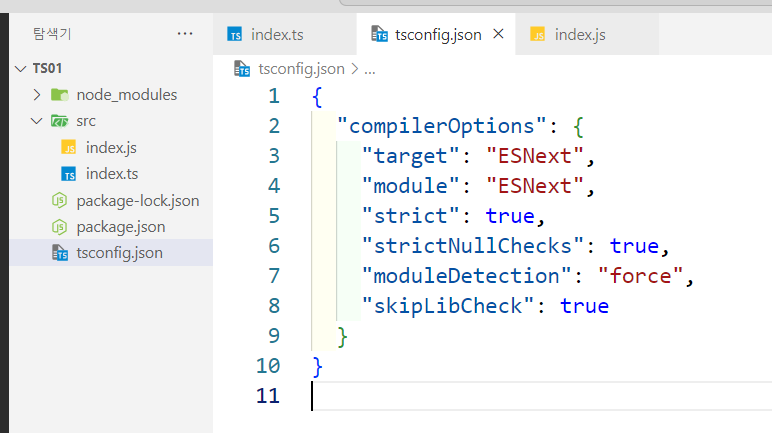 탐색기
···
index.ts
tsconfig.json
index.js
TS01
node_modules
src
index.js
index.ts
package-lock.json
package.json
tsconfig.json
tsconfig.json > ...
1 {
2 "compilerOptions": {
3 "target": "ESNext",
4 "module": "ESNext",
5 "strict": true,
6 "strictNullChecks": true,
7 "moduleDetection": "force",
8 "skipLibCheck": true
9 }
10 }
11